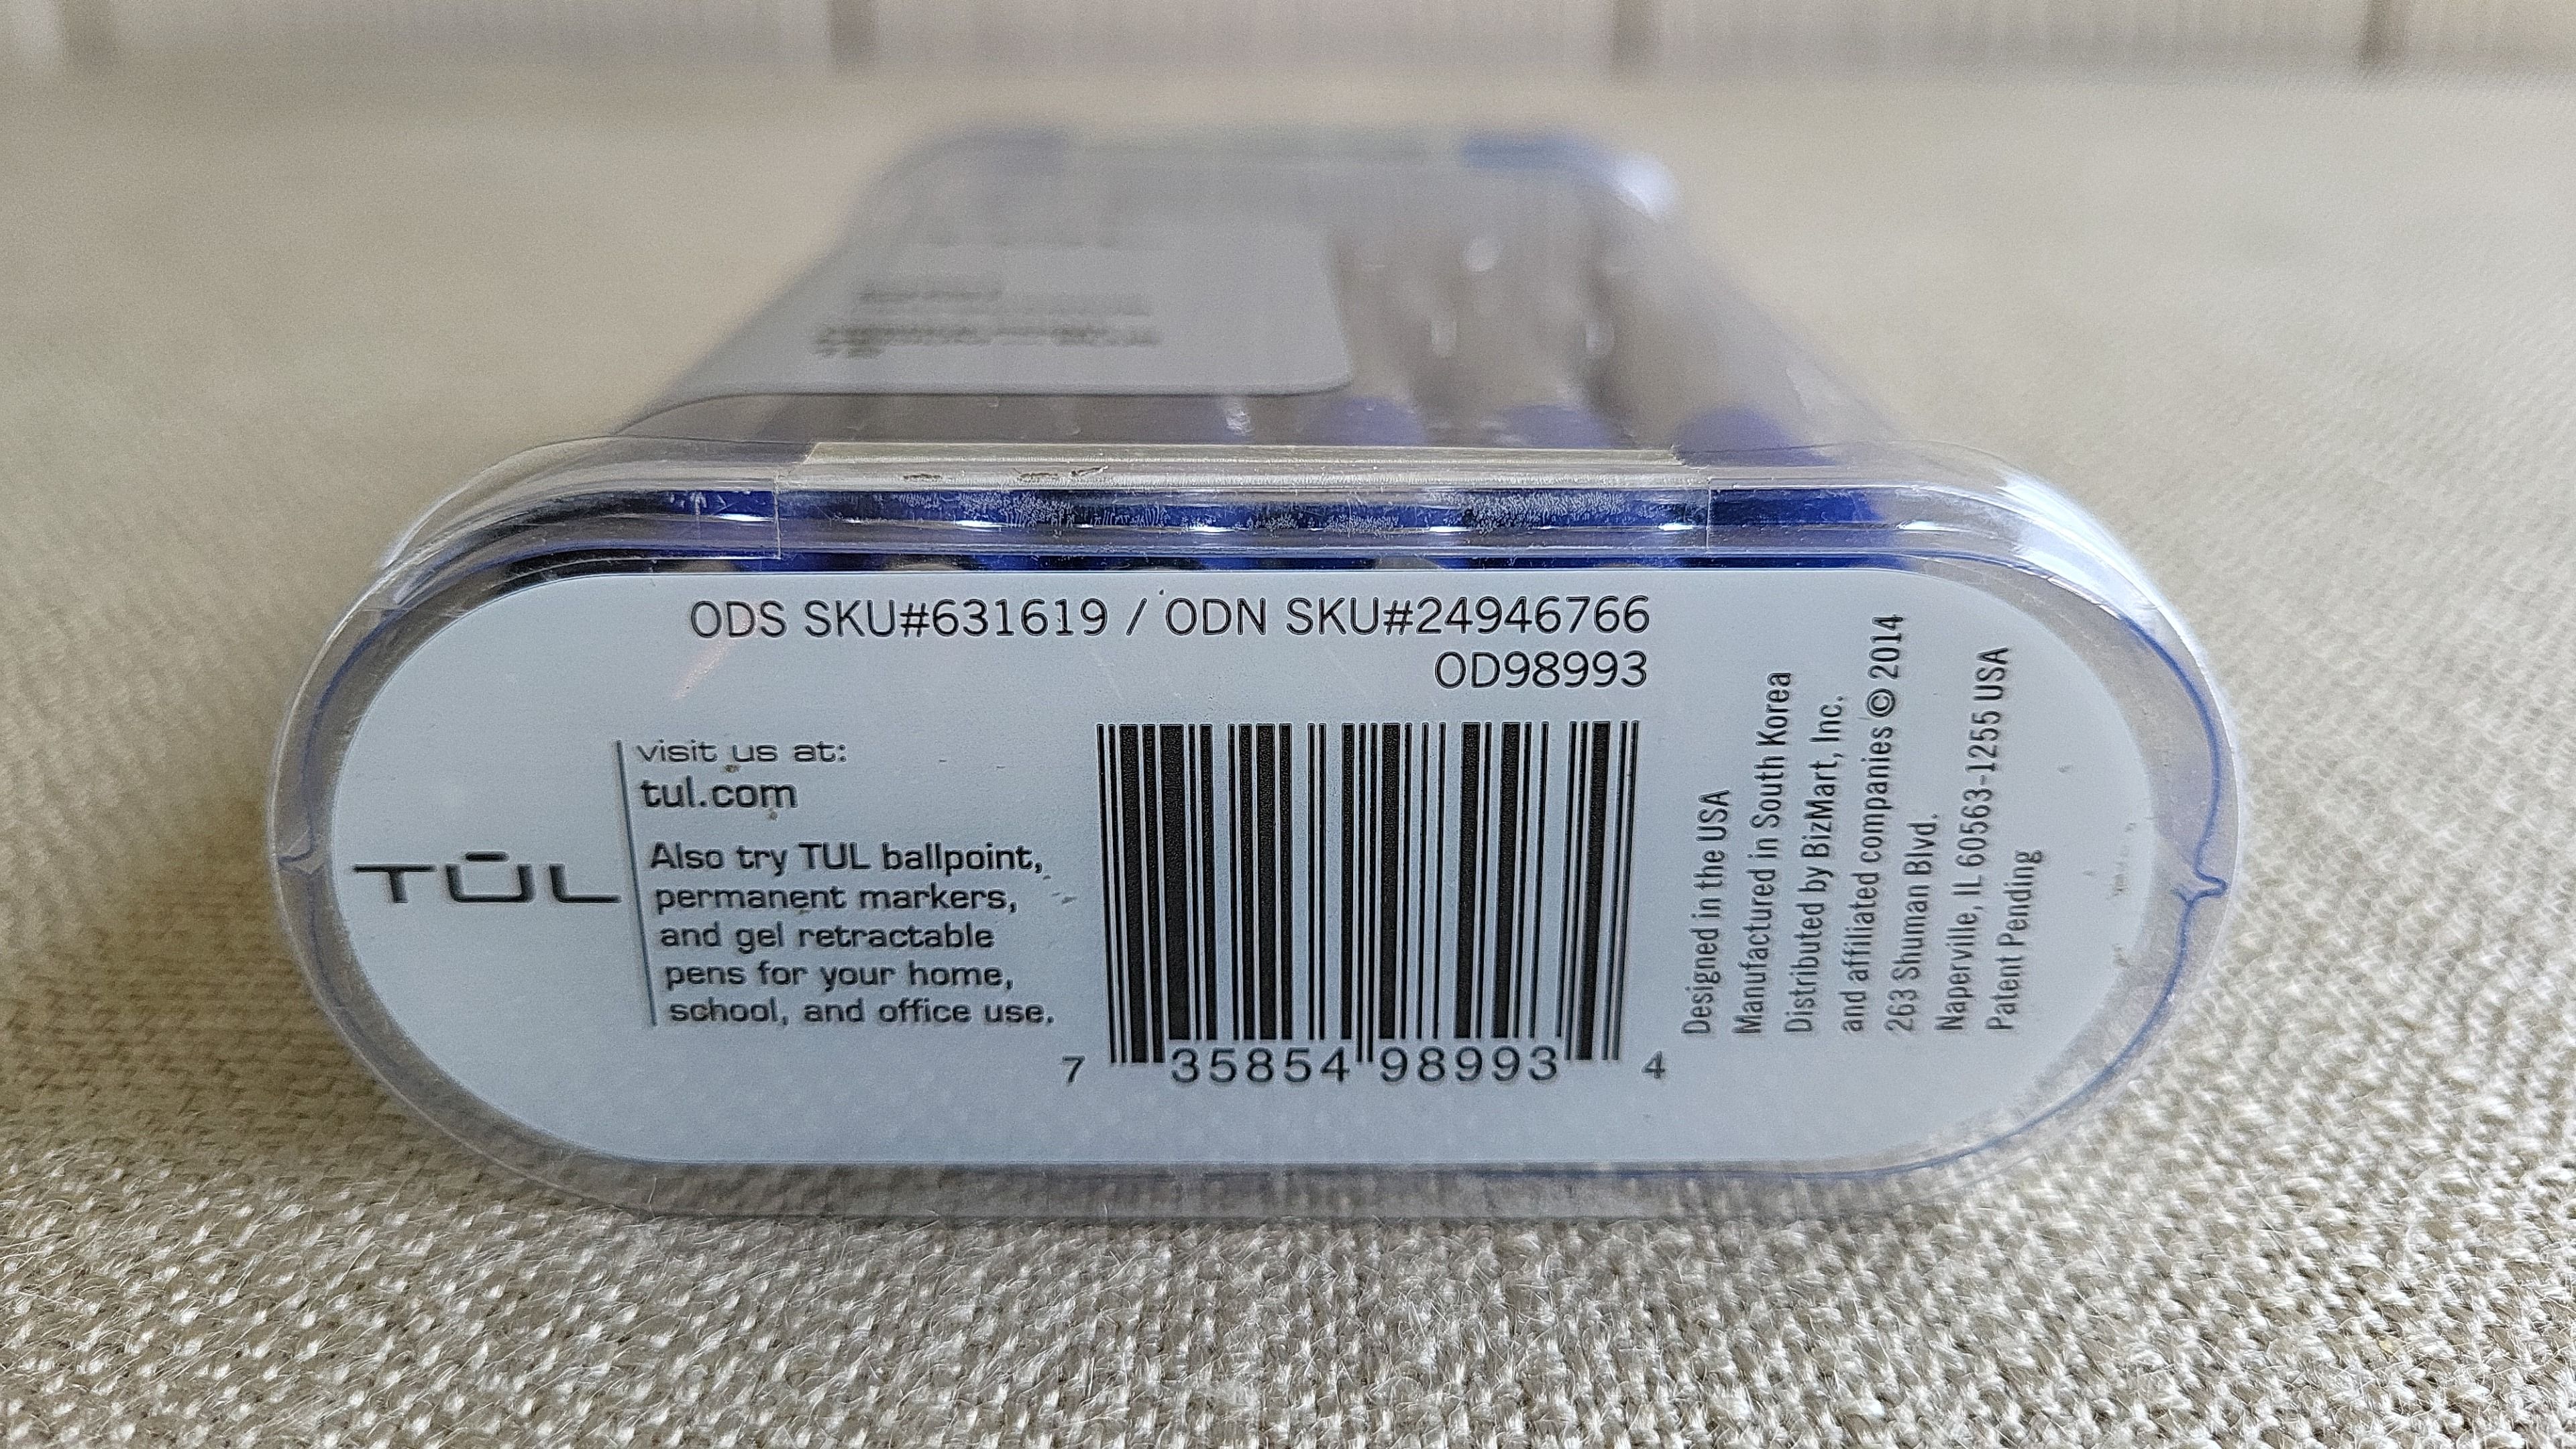 ODS SKU#631619 / ODN SKU#24946766
OD98993
TŪL
visit us at:
tul.com
Also try TUL ballpoint,
permanent markers,
and gel retractable
pens for your home,
school, and office use.
7 35854 98993 4
Designed in the USA
Manufactured in South Korea
Distributed by BizMart, Inc.
and affiliated companies © 2014
263 Shuman Blvd.
Naperville, IL 60563-1255 USA
Patent Pending